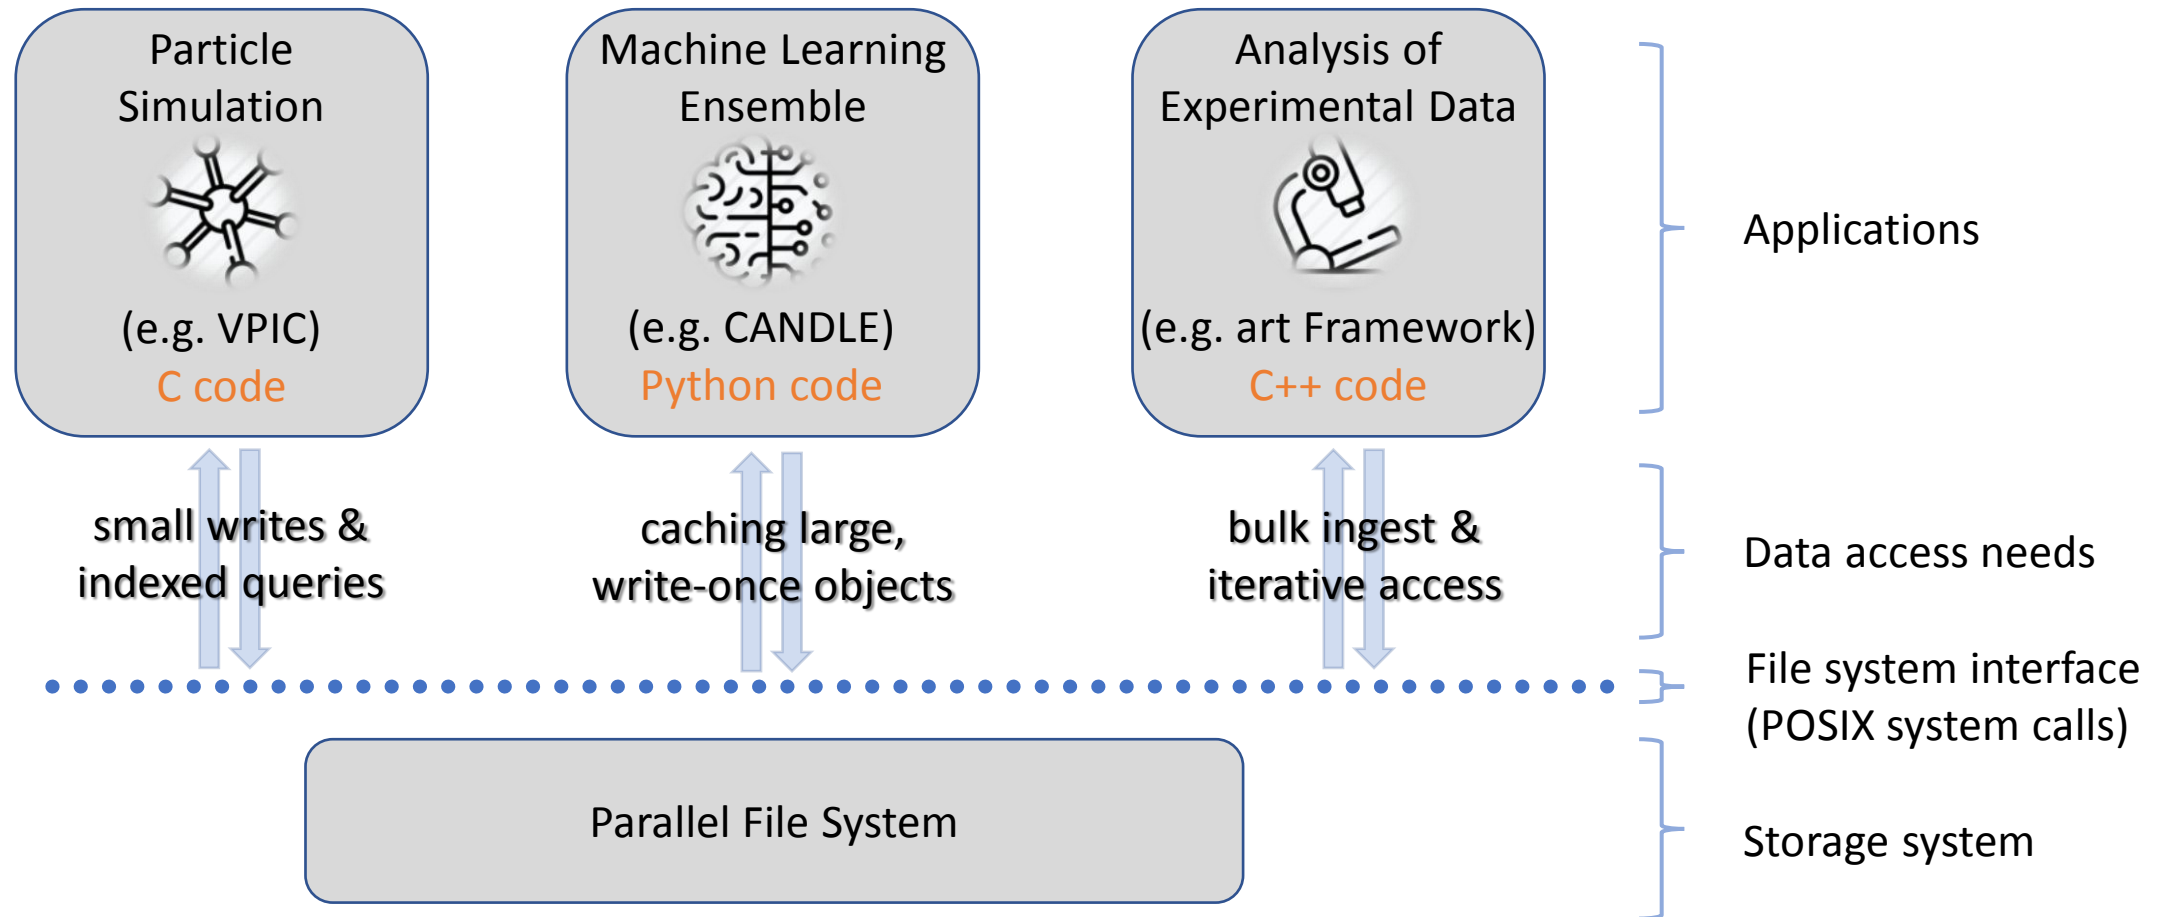 Particle
Simulation
(e.g. VPIC)
C code
Machine Learning
Ensemble
(e.g. CANDLE)
Python code
Analysis of
Experimental Data
(e.g. art Framework)
C++ code
Applications
small writes &
indexed queries
caching large,
write-once objects
bulk ingest &
iterative access
Data access needs
File system interface
(POSIX system calls)
Parallel File System
Storage system